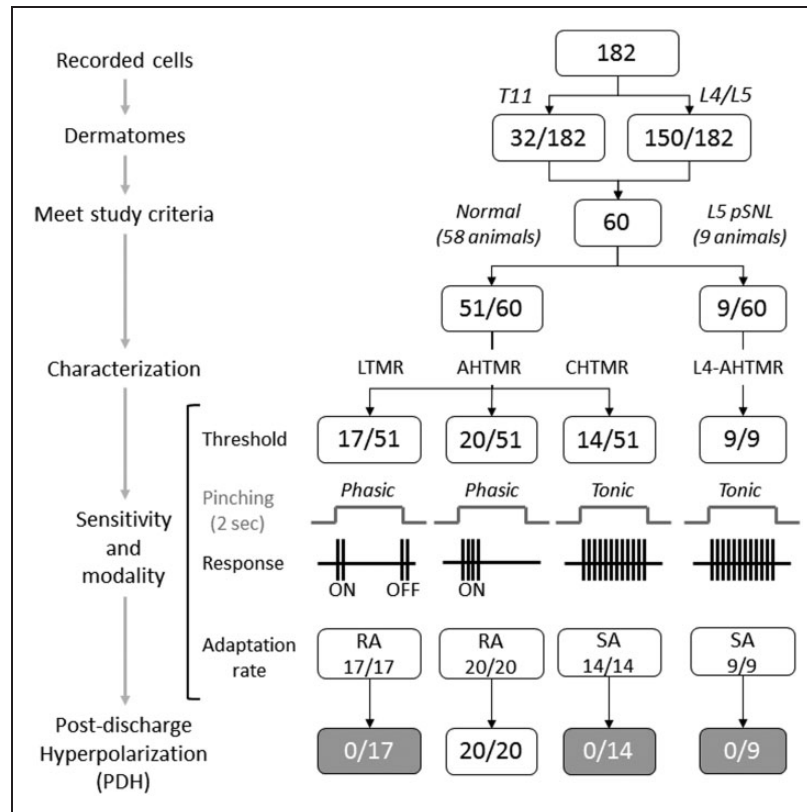 Recorded cells
182
T11
L4/L5
Dermatomes
32/182
150/182
Meet study criteria
Normal
(58 animals)
60
L5 pSNL
(9 animals)
51/60
9/60
Characterization
LTMR
AHTMR
CHTMR
L4-AHTMR
Threshold
17/51
20/51
14/51
9/9
Sensitivity
and
modality
Pinching
(2 sec)
Phasic
Phasic
Tonic
Tonic
Response
ON
OFF
ON
Adaptation
rate
RA
17/17
RA
20/20
SA
14/14
SA
9/9
Post-discharge
Hyperpolarization
(PDH)
0/17
20/20
0/14
0/9